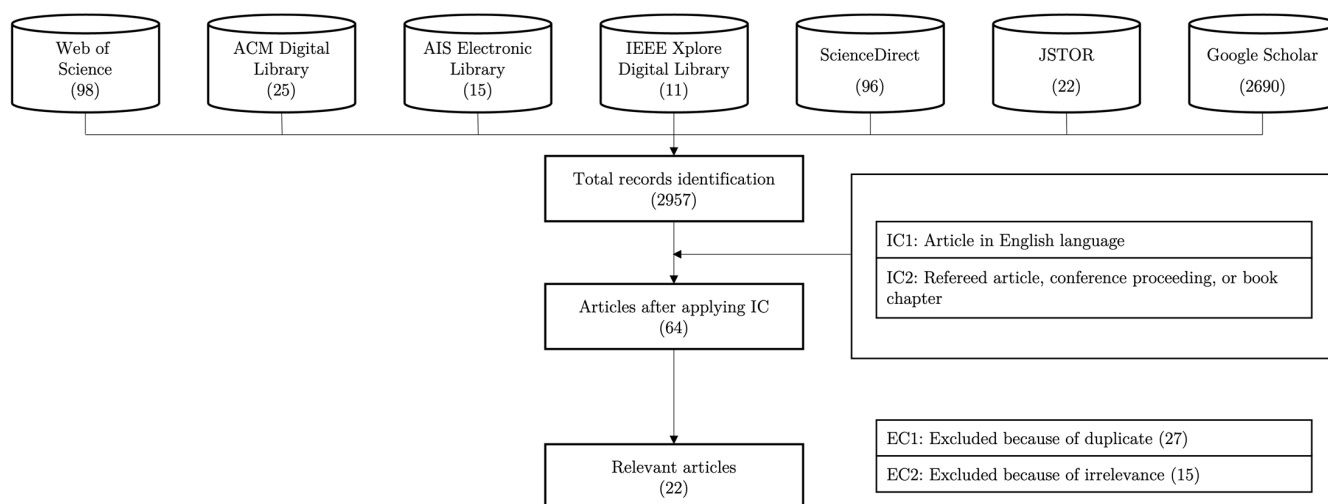 Web of
Science
(98)
ACM Digital
Library
(25)
AIS Electronic
Library
(15)
IEEE Xplore
Digital Library
(11)
ScienceDirect
(96)
JSTOR
(22)
Google Scholar
(2690)
Total records identification
(2957)
IC1: Article in English language
IC2: Refereed article, conference proceeding, or book
chapter
Articles after applying IC
(64)
EC1: Excluded because of duplicate (27)
EC2: Excluded because of irrelevance (15)
Relevant articles
(22)